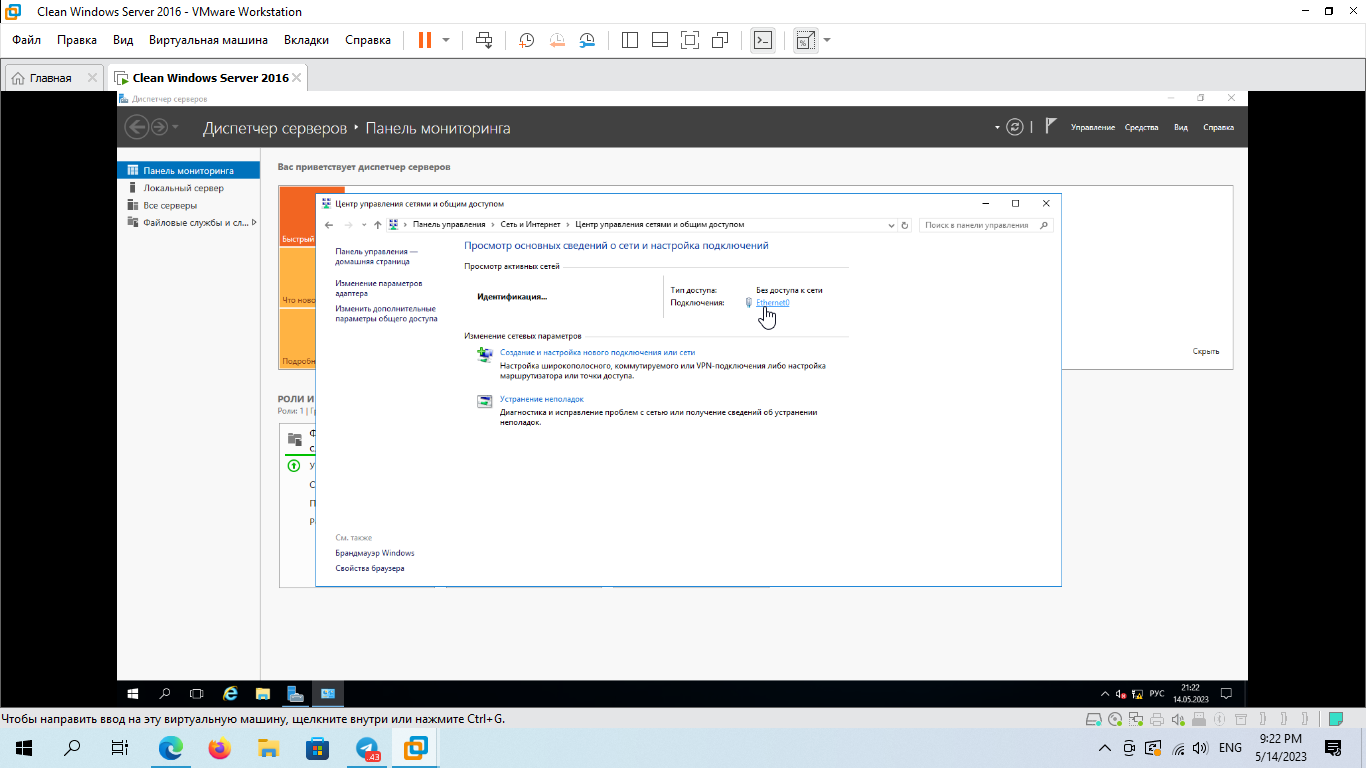 Clean Windows Server 2016 - VMware Workstation
Файл Правка Вид Виртуальная машина Вкладки Справка
Главная
Clean Windows Server 2016
Диспетчер серверов
Диспетчер серверов ‣ Панель мониторинга
Управление Средства Вид Справка
Панель мониторинга
Локальный сервер
Все серверы
Файловые службы и сл...
Вас приветствует диспетчер серверов
Быстрый
Что ново
Подробн
Скрыть
РОЛИ И
Роли: 1 | Г
Ф
У
С
П
Р
Центр управления сетями и общим доступом
Панель управления > Сеть и Интернет > Центр управления сетями и общим доступом
Поиск в панели управления
Панель управления —
домашняя страница
Изменение параметров
адаптера
Изменить дополнительные
параметры общего доступа
Просмотр основных сведений о сети и настройка подключений
Просмотр активных сетей
Идентификация...
Тип доступа: Без доступа к сети
Подключения: Ethernet0
Изменение сетевых параметров
Создание и настройка нового подключения или сети
Настройка широкополосного, коммутируемого или VPN-подключения либо настройка
маршрутизатора или точки доступа.
Устранение неполадок
Диагностика и исправление проблем с сетью или получение сведений об устранении
неполадок.
См. также
Брандмауэр Windows
Свойства браузера
РУС
21:22
14.05.2023
Чтобы направить ввод на эту виртуальную машину, щелкните внутри или нажмите Ctrl+G.
43
ENG
9:22 PM
5/14/2023